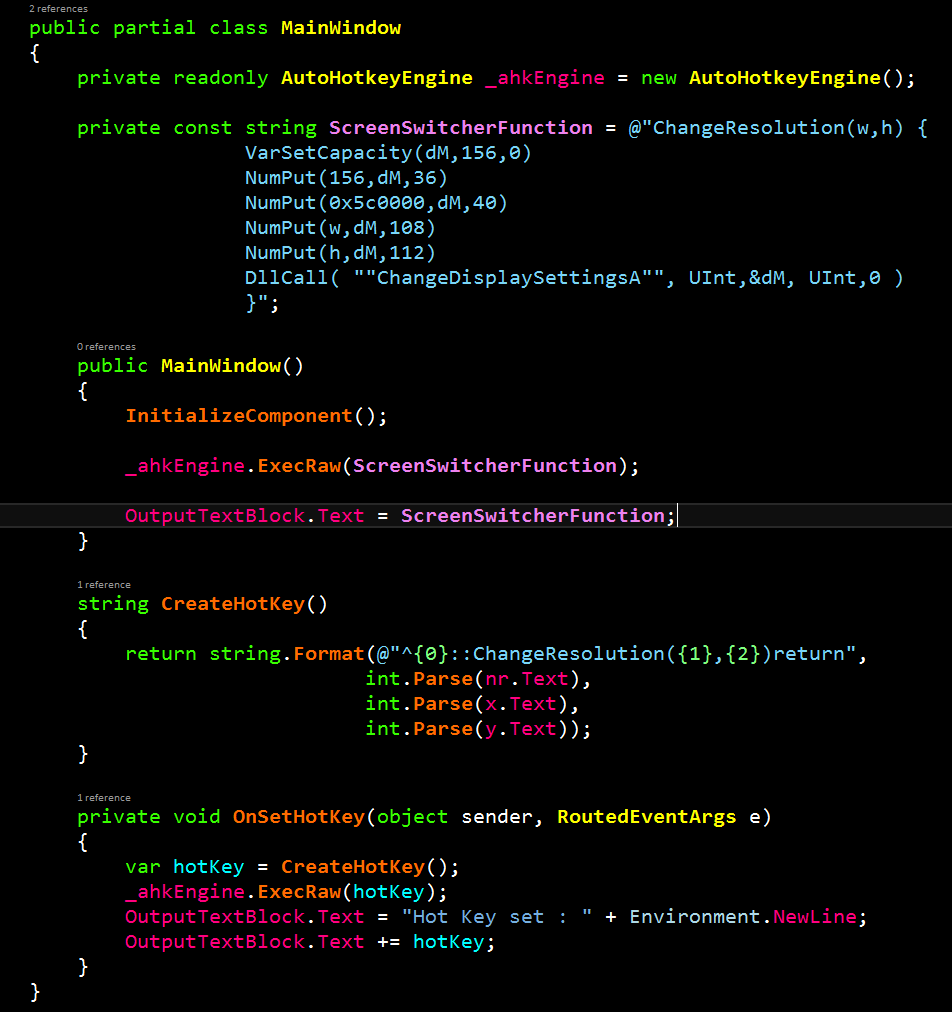 2 references
public partial class MainWindow
{
    private readonly AutoHotkeyEngine _ahkEngine = new AutoHotkeyEngine();
    private const string ScreenSwitcherFunction = @"ChangeResolution(w,h) {
                  VarSetCapacity(dM,156,0)
                  NumPut(156,dM,36)
                  NumPut(0x5c0000,dM,40)
                  NumPut(w,dM,108)
                  NumPut(h,dM,112)
                  DllCall( ""ChangeDisplaySettingsA"", UInt,&dM, UInt,0 )
                  }";
    0 references
    public MainWindow()
    {
        InitializeComponent();
        _ahkEngine.ExecRaw(ScreenSwitcherFunction);
        OutputTextBlock.Text = ScreenSwitcherFunction;
    }
    1 reference
    string CreateHotKey()
    {
        return string.Format(@"^{0}::ChangeResolution({1},{2})return",
                            int.Parse(nr.Text),
                            int.Parse(x.Text),
                            int.Parse(y.Text));
    }
    1 reference
    private void OnSetHotKey(object sender, RoutedEventArgs e)
    {
        var hotKey = CreateHotKey();
        _ahkEngine.ExecRaw(hotKey);
        OutputTextBlock.Text = "Hot Key set : " + Environment.NewLine;
        OutputTextBlock.Text += hotKey;
    }
}